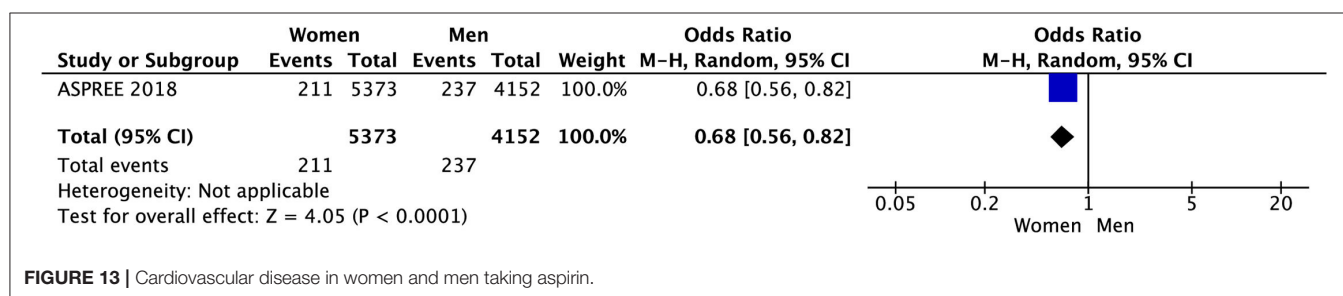 Women Men Odds Ratio Odds Ratio
Study or Subgroup Events Total Events Total Weight M-H, Random, 95% CI M-H, Random, 95% CI
ASPREE 2018 211 5373 237 4152 100.0% 0.68 [0.56, 0.82]
Total (95% CI) 5373 4152 100.0% 0.68 [0.56, 0.82]
Total events 211 237
Heterogeneity: Not applicable
Test for overall effect: Z = 4.05 (P < 0.0001)
0.05 0.2 1 5 20
Women Men
FIGURE 13 | Cardiovascular disease in women and men taking aspirin.